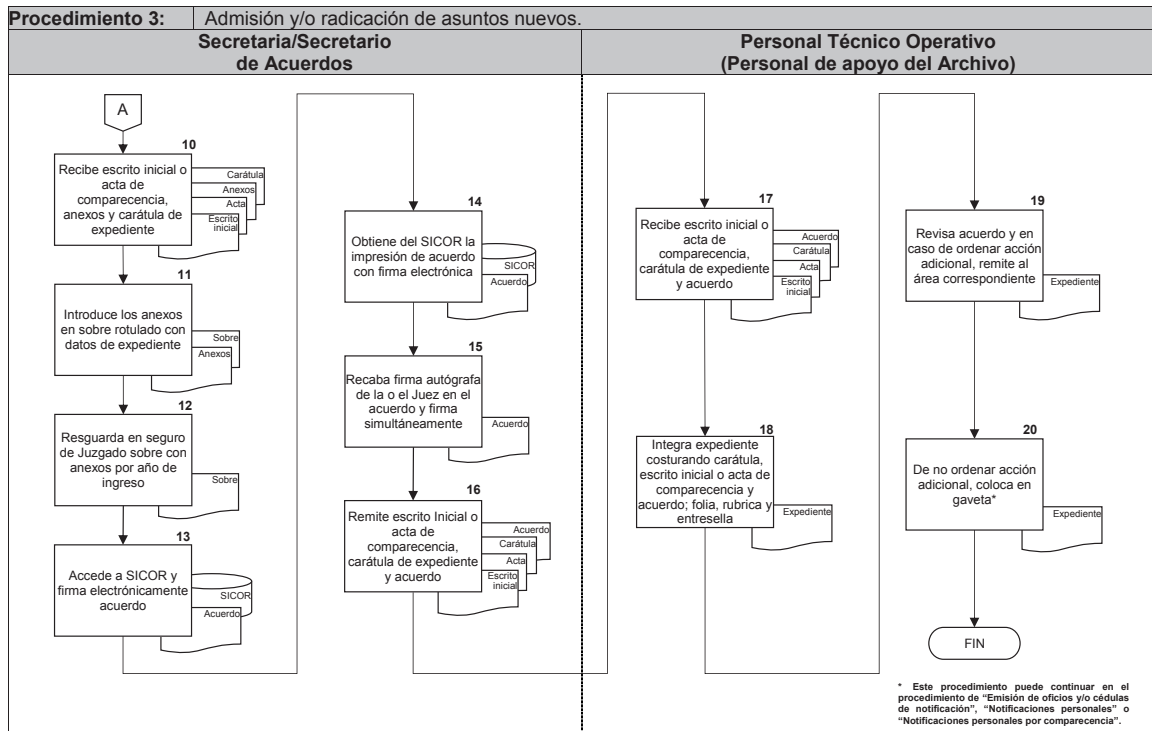 Procedimiento 3: Admisión y/o radicación de asuntos nuevos.
Secretaria/Secretario
de Acuerdos
Personal Técnico Operativo
(Personal de apoyo del Archivo)
A
10
Recibe escrito inicial o
acta de
comparecencia,
anexos y carátula de
expediente
Carátula
Anexos
Acta
Escrito
inicial
11
Introduce los anexos
en sobre rotulado con
datos de expediente
Sobre
Anexos
12
Resguarda en seguro
de Juzgado sobre con
anexos por año de
ingreso
Sobre
13
Accede a SICOR y
firma electrónicamente
acuerdo
SICOR
Acuerdo
14
Obtiene del SICOR la
impresión de acuerdo
con firma electrónica
SICOR
Acuerdo
15
Recaba firma autógrafa
de la o el Juez en el
acuerdo y firma
simultáneamente
Acuerdo
16
Remite escrito Inicial o
acta de
comparecencia,
carátula de expediente
y acuerdo
Acuerdo
Carátula
Acta
Escrito
inicial
17
Recibe escrito inicial o
acta de
comparecencia,
carátula de expediente
y acuerdo
Acuerdo
Carátula
Acta
Escrito
inicial
18
Integra expediente
costurando carátula,
escrito inicial o acta de
comparecencia y
acuerdo; folia, rubrica y
entresella
Expediente
19
Revisa acuerdo y en
caso de ordenar acción
adicional, remite al
área correspondiente
Expediente
20
De no ordenar acción
adicional, coloca en
gaveta*
Expediente
FIN
* Este procedimiento puede continuar en el
procedimiento de “Emisión de oficios y/o cédulas
de notificación”, “Notificaciones personales” o
“Notificaciones personales por comparecencia”.